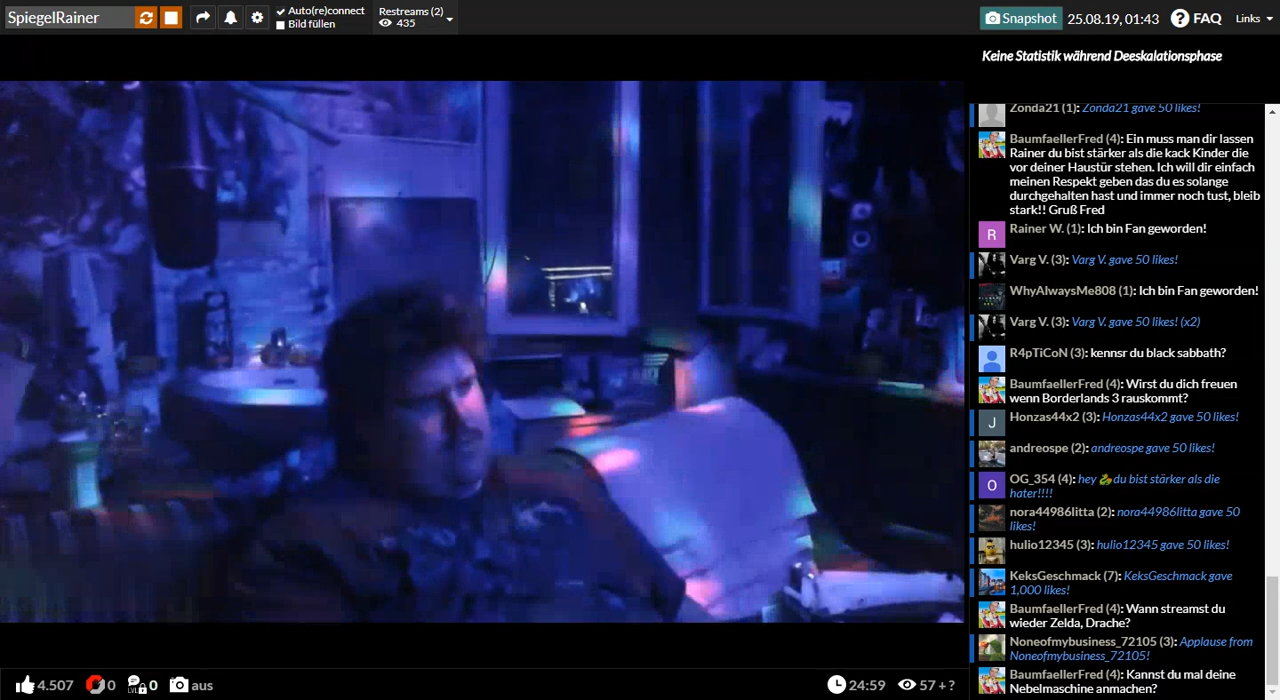 SpiegelRainer
Auto(re)connect
Bild füllen
Restreams (2)
435
Snapshot
25.08.19, 01:43
FAQ
Links
Keine Statistik während Deeskalationsphase
Zonda21 (1): Zonda21 gave 50 likes!
BaumfaellerFred (4): Ein muss man dir lassen
Rainer du bist stärker als die kack Kinder die
vor deiner Haustür stehen. Ich will dir einfach
meinen Respekt geben das du es solange
durchgehalten hast und immer noch tust, bleib
stark!! Gruß Fred
R
Rainer W. (1): Ich bin Fan geworden!
Varg V. (3): Varg V. gave 50 likes!
WhyAlwaysMe808 (1): Ich bin Fan geworden!
Varg V. (3): Varg V. gave 50 likes! (x2)
R4pTiCoN (3): kennsr du black sabbath?
BaumfaellerFred (4): Wirst du dich freuen
wenn Borderlands 3 rauskommt?
J
Honzas44x2 (3): Honzas44x2 gave 50 likes!
andreospe (2): andreospe gave 50 likes!
O
OG_354 (4): hey 🐉du bist stärker als die
hater!!!!
nora44986litta (2): nora44986litta gave 50
likes!
hulio12345 (3): hulio12345 gave 50 likes!
KeksGeschmack (7): KeksGeschmack gave
1,000 likes!
BaumfaellerFred (4): Wann streamst du
wieder Zelda, Drache?
Noneofmybusiness_72105 (3): Applause from
Noneofmybusiness_72105!
BaumfaellerFred (4): Kannst du mal deine
Nebelmaschine anmachen?
4.507
0
LVL
0
aus
24:59
57 + ?